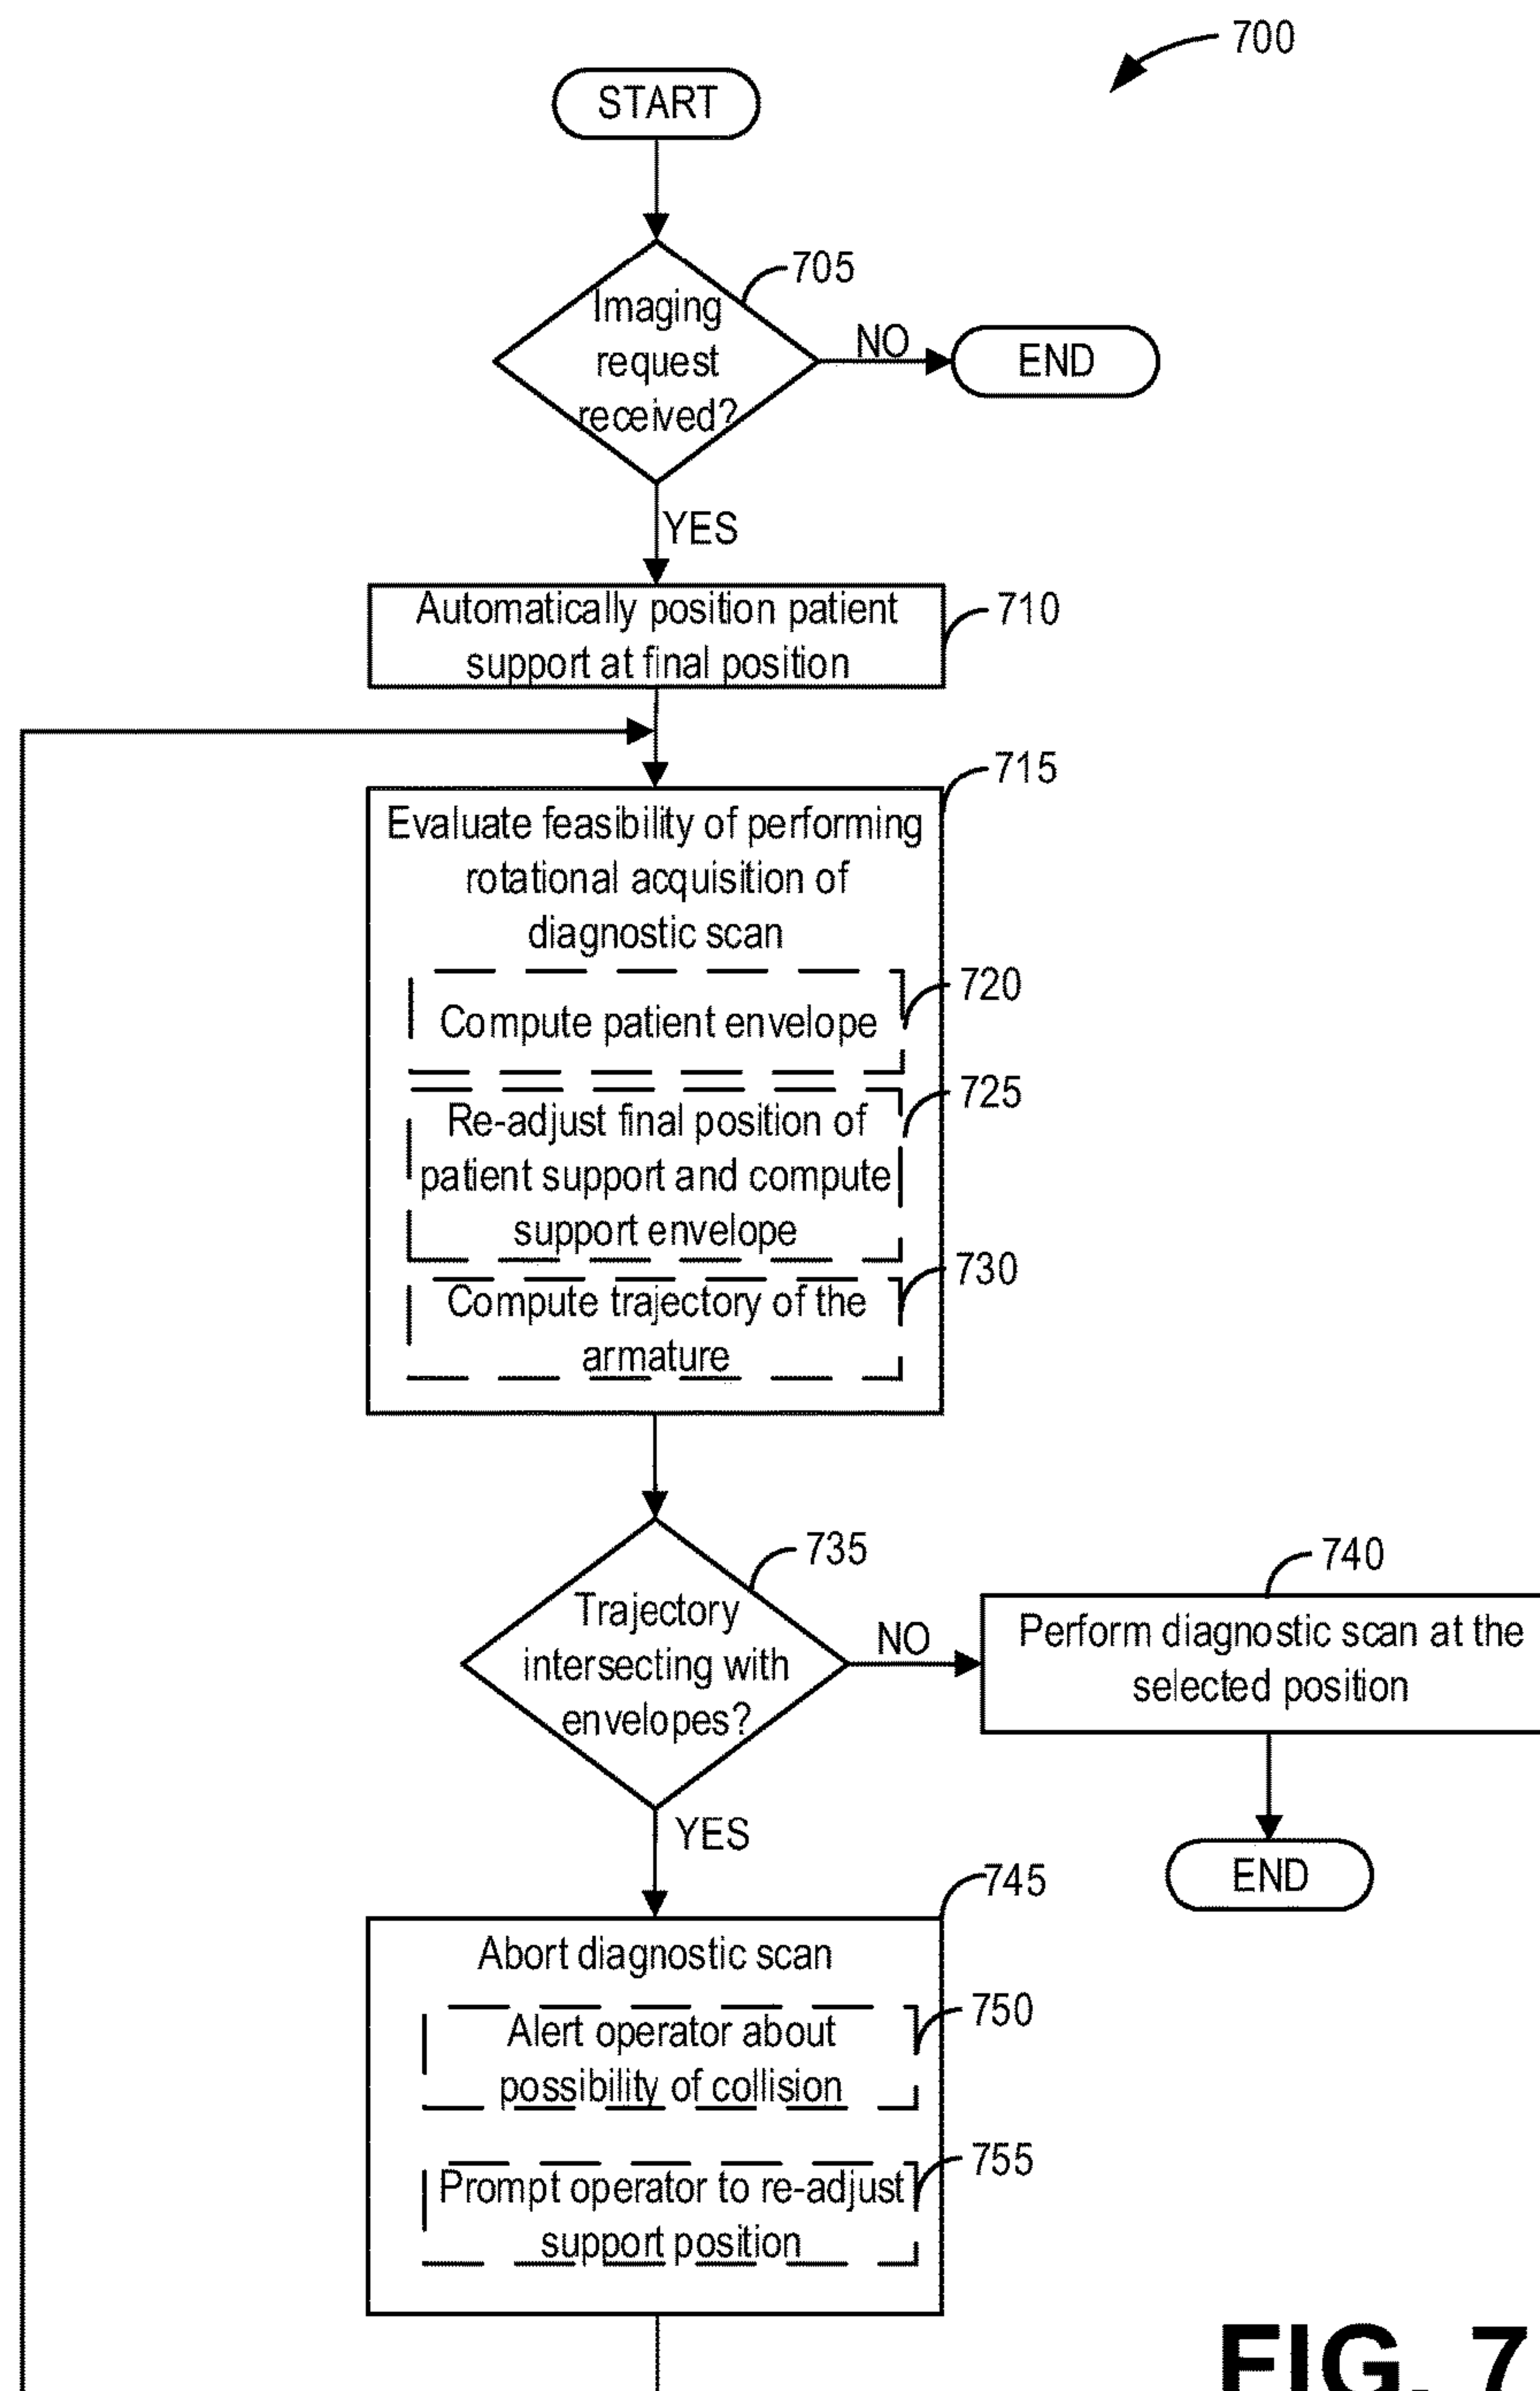 700
START
705
Imaging
request
received?
NO
END
YES
Automatically position patient
support at final position
710
715
Evaluate feasibility of performing
rotational acquisition of
diagnostic scan
720
Compute patient envelope
725
Re-adjust final position of
patient support and compute
support envelope
730
Compute trajectory of the
armature
735
Trajectory
intersecting with
envelopes?
NO
740
Perform diagnostic scan at the
selected position
YES
END
745
Abort diagnostic scan
750
Alert operator about
possibility of collision
755
Prompt operator to re-adjust
support position
FIG. 7